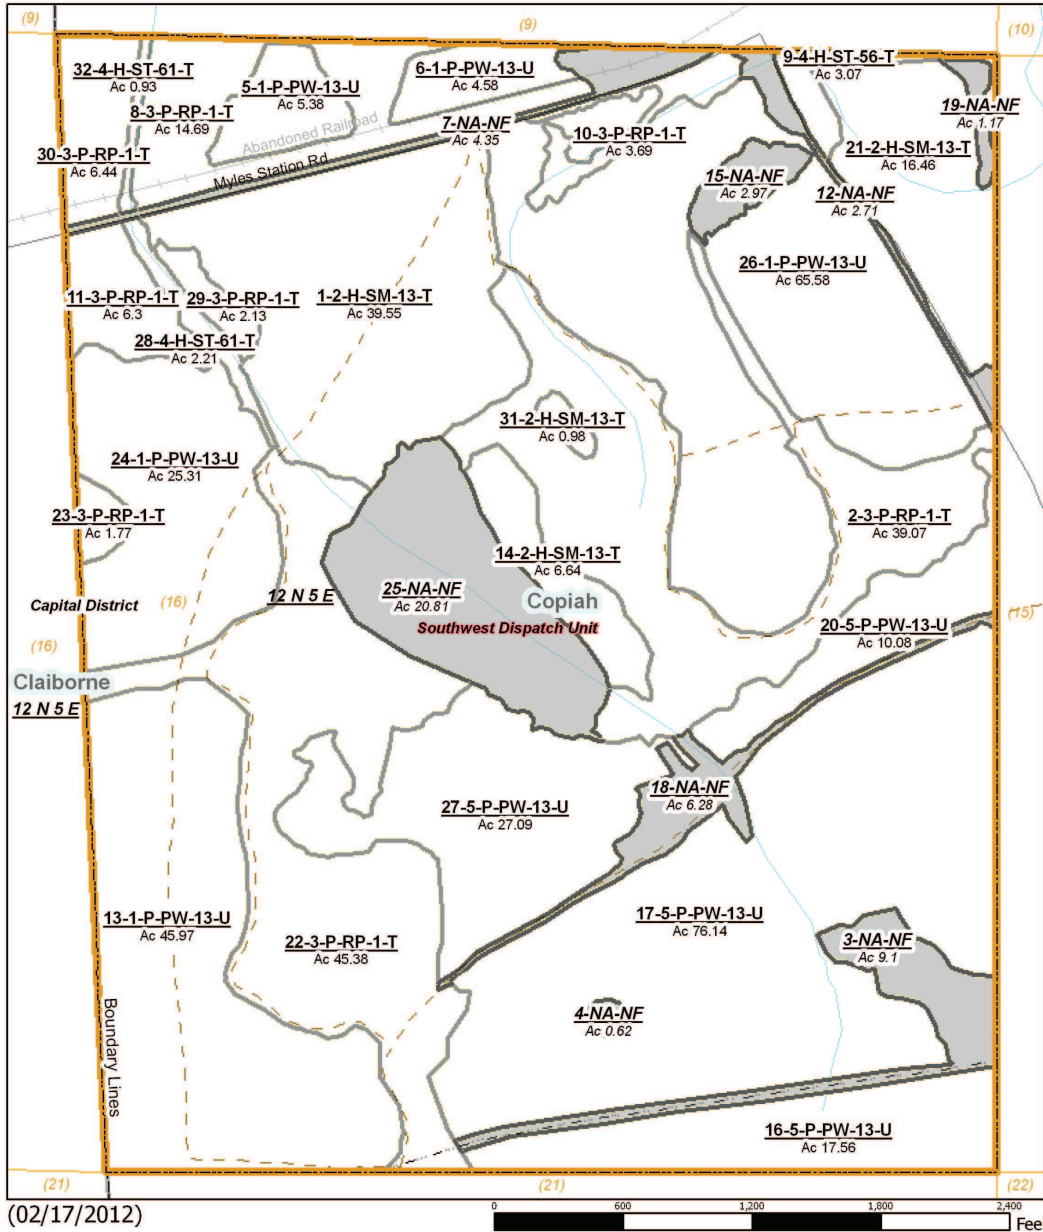 (9)
(9)
(10)
32-4-H-ST-61-T
Ac 0.93
5-1-P-PW-13-U
Ac 5.38
6-1-P-PW-13-U
Ac 4.58
9-4-H-ST-56-T
Ac 3.07
8-3-P-RP-1-T
Ac 14.69
Abandoned Railroad
7-NA-NF
Ac 4.35
10-3-P-RP-1-T
Ac 3.69
19-NA-NF
Ac 1.17
30-3-P-RP-1-T
Ac 6.44
Myles Station Rd
21-2-H-SM-13-T
Ac 16.46
15-NA-NF
Ac 2.97
12-NA-NF
Ac 2.71
26-1-P-PW-13-U
Ac 65.58
11-3-P-RP-1-T
Ac 6.3
29-3-P-RP-1-T
Ac 2.13
1-2-H-SM-13-T
Ac 39.55
28-4-H-ST-61-T
Ac 2.21
31-2-H-SM-13-T
Ac 0.98
24-1-P-PW-13-U
Ac 25.31
23-3-P-RP-1-T
Ac 1.77
2-3-P-RP-1-T
Ac 39.07
14-2-H-SM-13-T
Ac 6.64
25-NA-NF
Ac 20.81
12 N 5 E
Copiah
Capital District
(16)
Southwest Dispatch Unit
20-5-P-PW-13-U
Ac 10.08
(15)
(16)
Claiborne
12 N 5 E
18-NA-NF
Ac 6.28
27-5-P-PW-13-U
Ac 27.09
13-1-P-PW-13-U
Ac 45.97
22-3-P-RP-1-T
Ac 45.38
17-5-P-PW-13-U
Ac 76.14
3-NA-NF
Ac 9.1
4-NA-NF
Ac 0.62
Boundary Lines
16-5-P-PW-13-U
Ac 17.56
(21)
(21)
(22)
(02/17/2012)
0 600 1,200 1,800 2,400
Fee